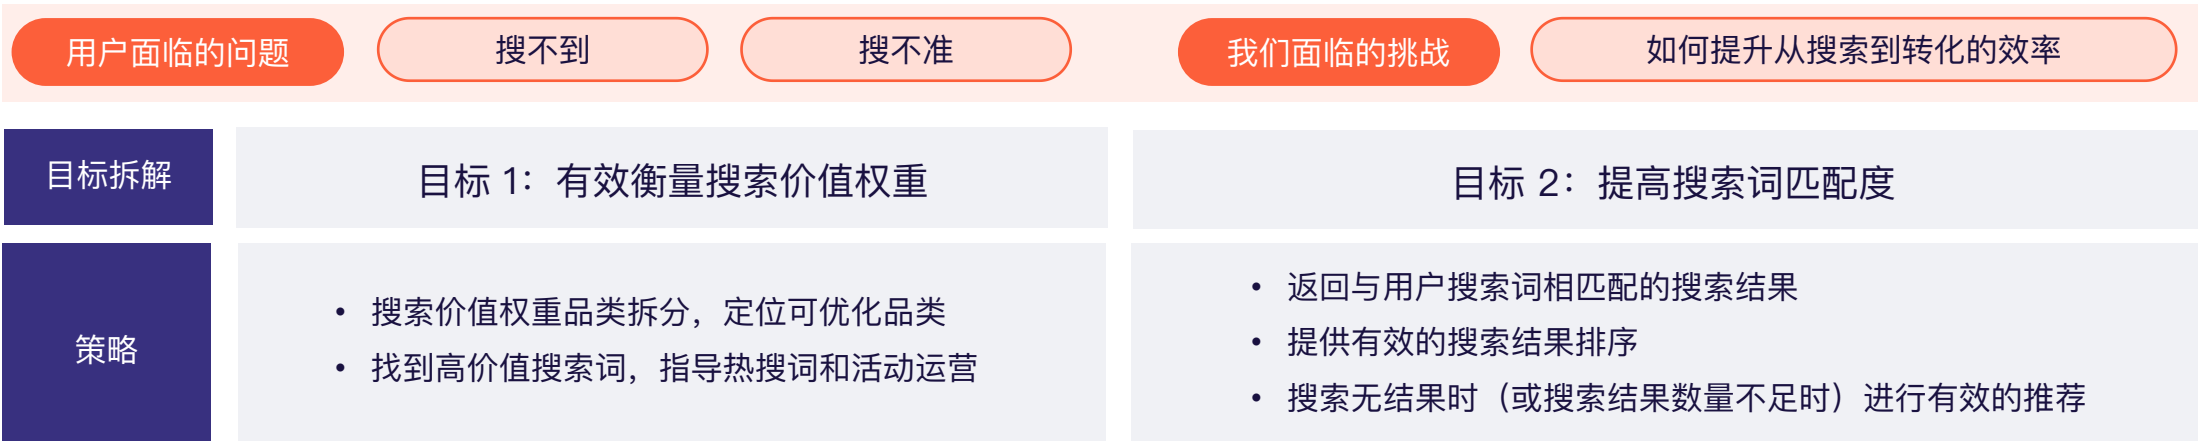 用户面临的问题
搜不到
搜不准
我们面临的挑战
如何提升从搜索到转化的效率
目标拆解
目标 1：有效衡量搜索价值权重
目标 2：提高搜索词匹配度
策略
• 搜索价值权重品类拆分，定位可优化品类
• 找到高价值搜索词，指导热搜词和活动运营
• 返回与用户搜索词相匹配的搜索结果
• 提供有效的搜索结果排序
• 搜索无结果时（或搜索结果数量不足时）进行有效的推荐